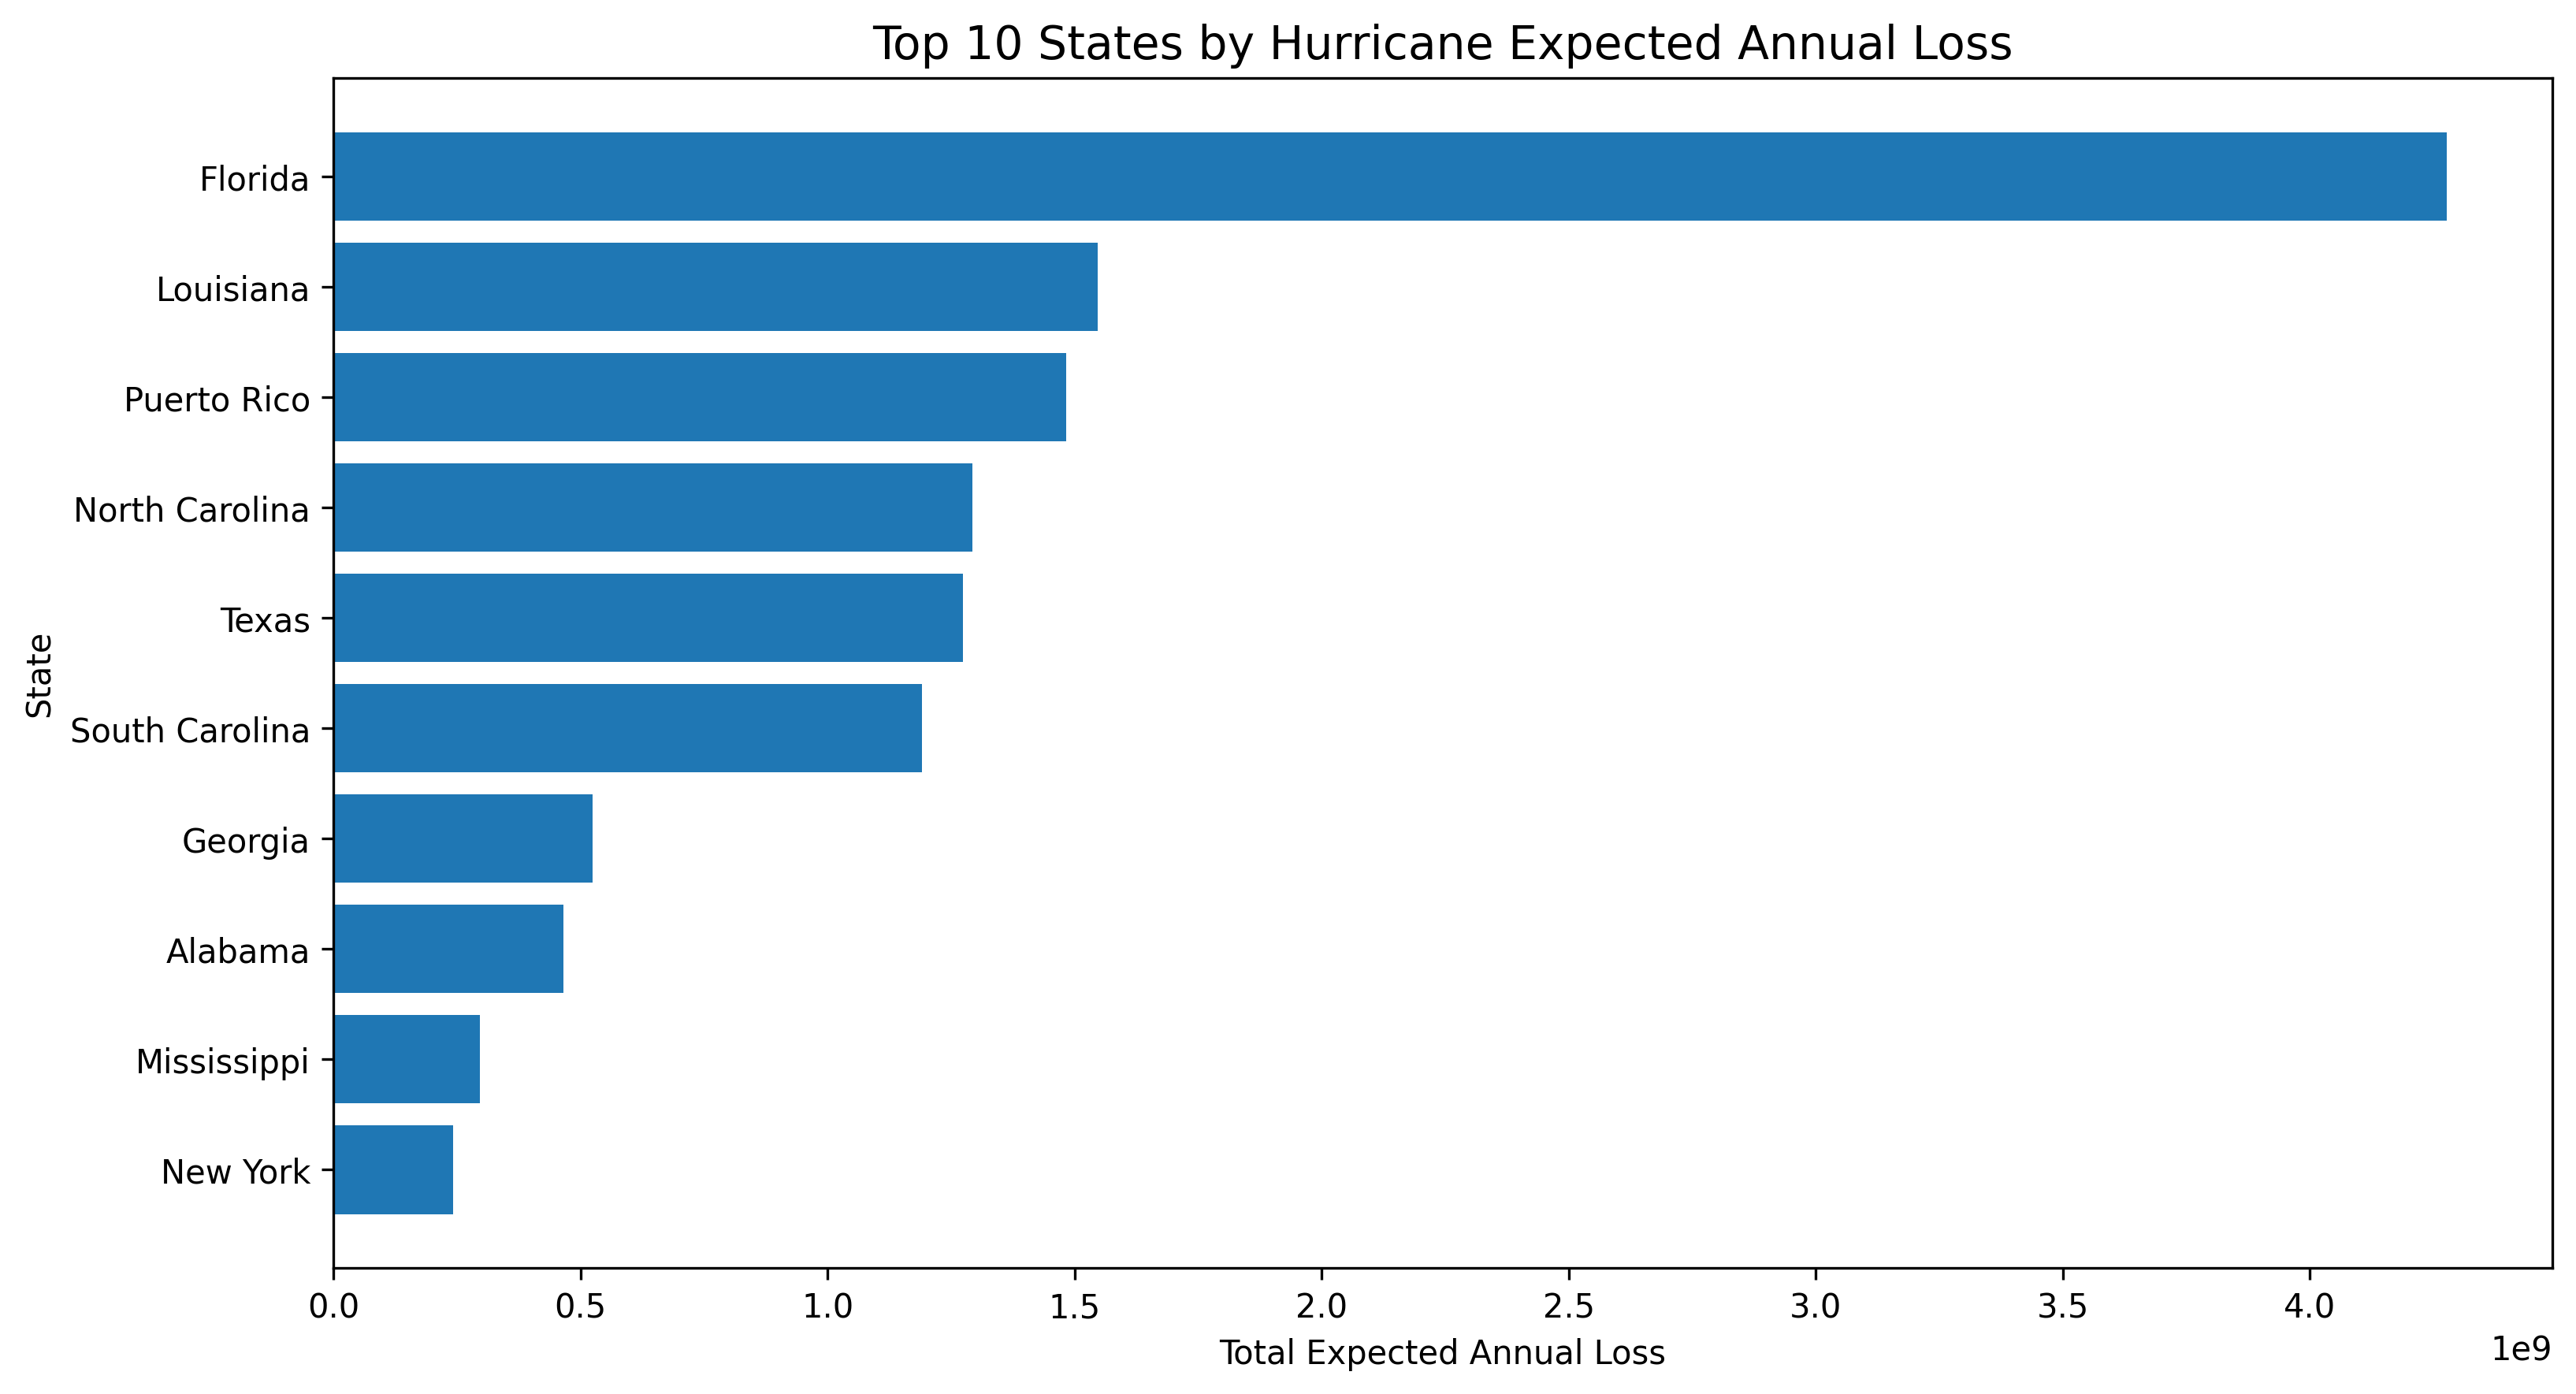 Top 10 States by Hurricane Expected Annual Loss
State
Florida
Louisiana
Puerto Rico
North Carolina
Texas
South Carolina
Georgia
Alabama
Mississippi
New York
0.0 0.5 1.0 1.5 2.0 2.5 3.0 3.5 4.0
1e9
Total Expected Annual Loss